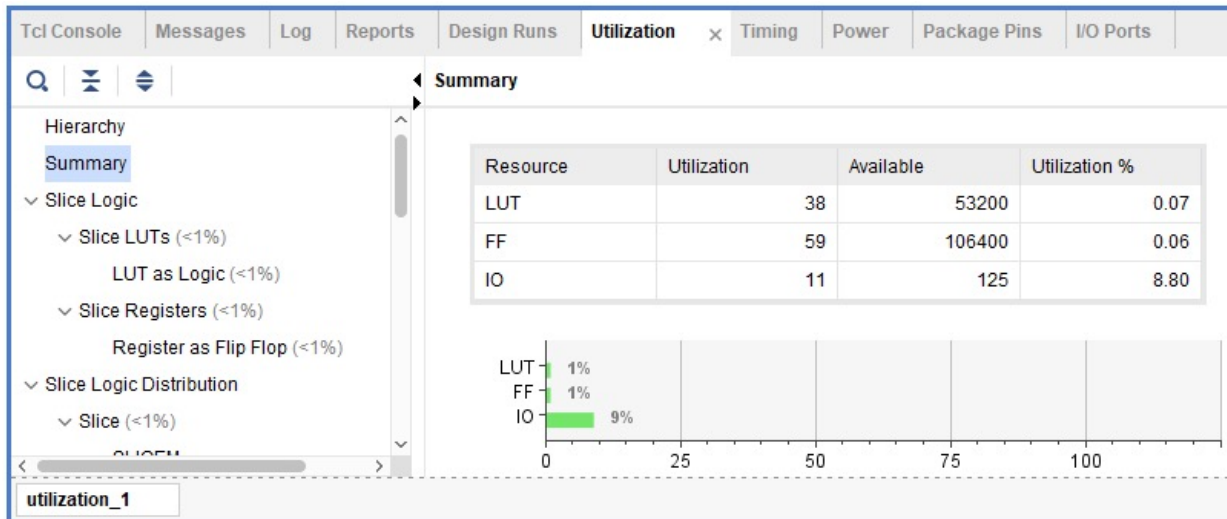 Tcl Console Messages Log Reports Design Runs Utilization × Timing Power Package Pins I/O Ports
Summary
Hierarchy
Summary
Slice Logic
Slice LUTs (<1%)
LUT as Logic (<1%)
Slice Registers (<1%)
Register as Flip Flop (<1%)
Slice Logic Distribution
Slice (<1%)
Resource Utilization Available Utilization %
LUT 38 53200 0.07
FF 59 106400 0.06
IO 11 125 8.80
LUT 1%
FF 1%
IO 9%
0 25 50 75 100
utilization_1